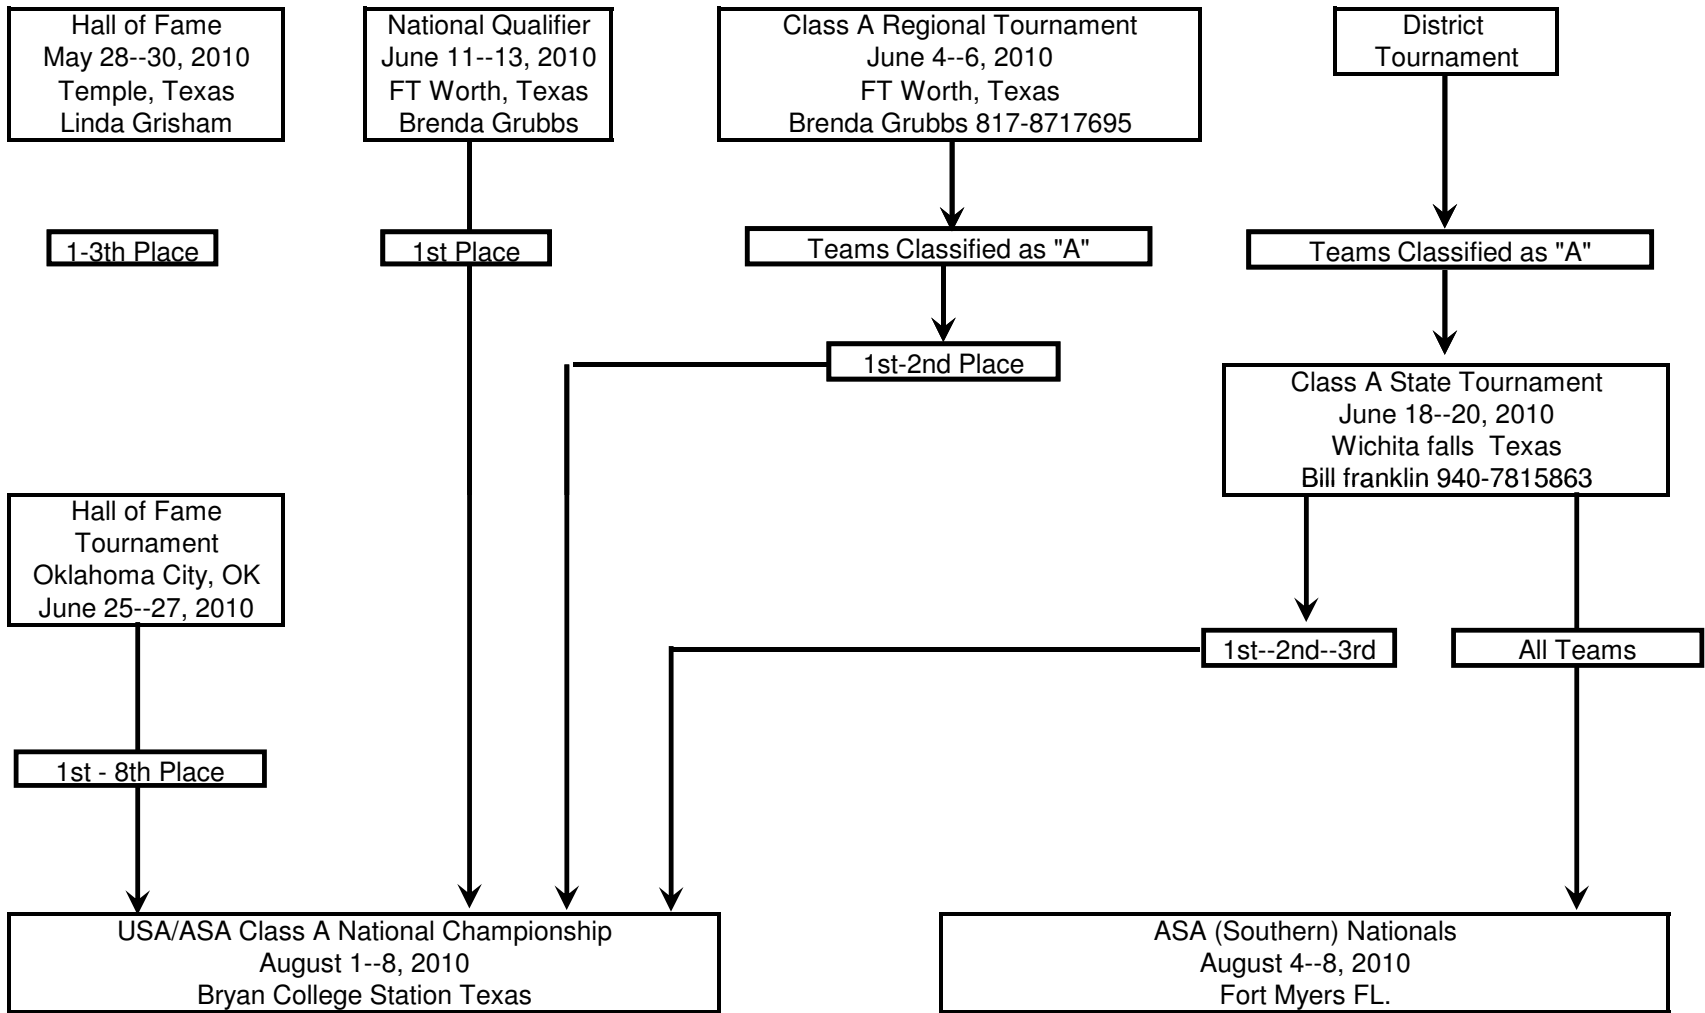 Hall of Fame
May 28--30, 2010
Temple, Texas
Linda Grisham
National Qualifier
June 11--13, 2010
FT Worth, Texas
Brenda Grubbs
Class A Regional Tournament
June 4--6, 2010
FT Worth, Texas
Brenda Grubbs 817-8717695
District
Tournament
1-3th Place
1st Place
Teams Classified as "A"
Teams Classified as "A"
1st-2nd Place
Class A State Tournament
June 18--20, 2010
Wichita falls  Texas
Bill franklin 940-7815863
Hall of Fame
Tournament
Oklahoma City, OK
June 25--27, 2010
1st--2nd--3rd
All Teams
1st - 8th Place
USA/ASA Class A National Championship
August 1--8, 2010
Bryan College Station Texas
ASA (Southern) Nationals
August 4--8, 2010
Fort Myers FL.